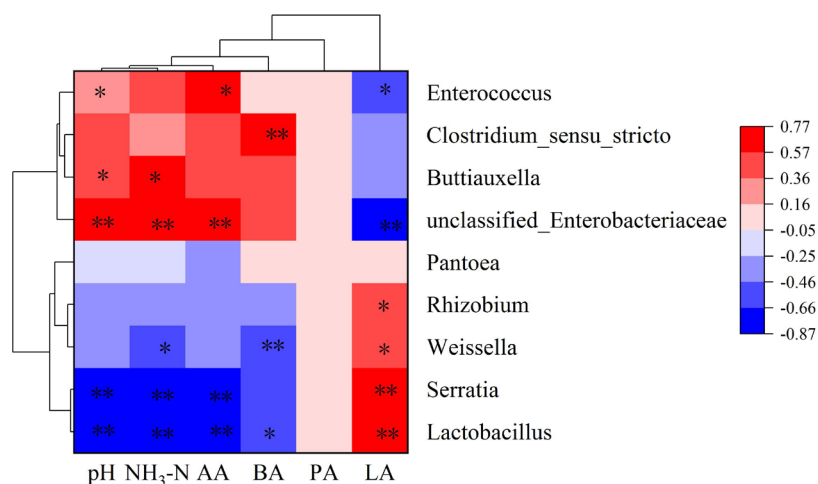 * * * Enterococcus
** Clostridium_sensu_stricto
* * Buttiauxella
** ** ** ** unclassified_Enterobacteriaceae
Pantoea
* Rhizobium
* ** * Weissella
** ** ** ** Serratia
** ** ** * ** Lactobacillus
pH NH₃-N AA BA PA LA
0.77
0.57
0.36
0.16
-0.05
-0.25
-0.46
-0.66
-0.87